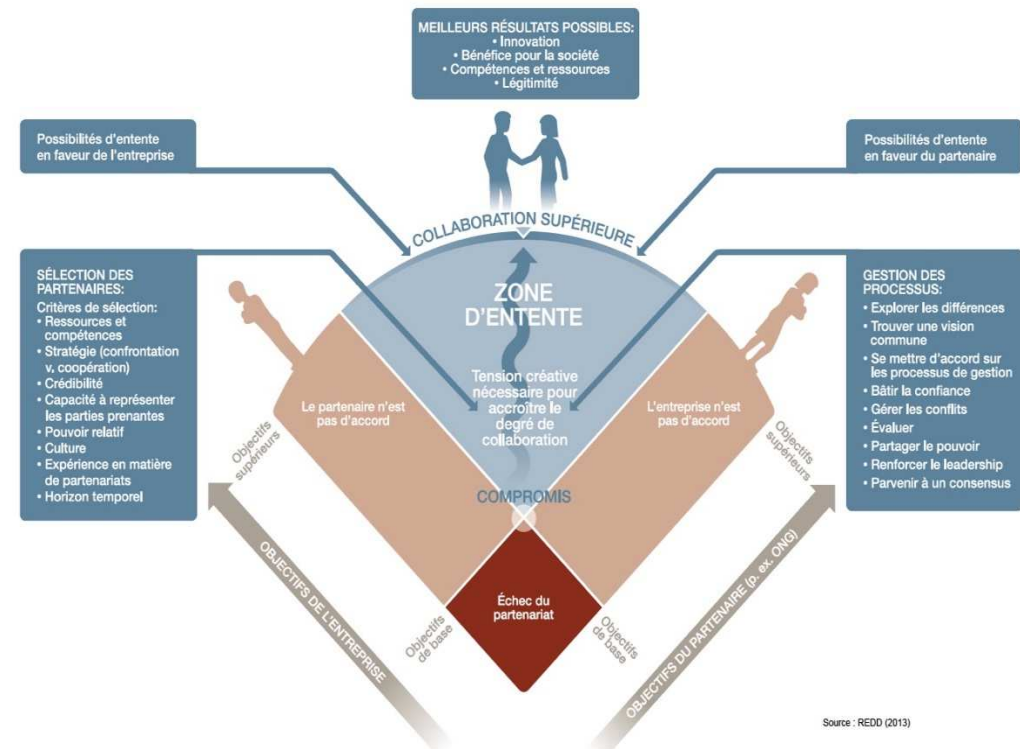 MEILLEURS RÉSULTATS POSSIBLES:
• Innovation
• Bénéfice pour la société
• Compétences et ressources
• Légitimité
Possibilités d'entente
en faveur de l'entreprise
Possibilités d'entente
en faveur du partenaire
COLLABORATION SUPÉRIEURE
SÉLECTION DES
PARTENAIRES:
Critères de sélection:
• Ressources et
compétences
• Stratégie (confrontation
v, coopération)
• Crédibilité
• Capacité à représenter
les parties prenantes
• Pouvoir relatif
• Culture
• Expérience en matière
de partenariats
• Horizon temporel
ZONE
D'ENTENTE
Tension créative
nécessaire pour
accroître le
degré de
collaboration
Le partenaire n'est
pas d'accord
L'entreprise n'est
pas d'accord
GESTION DES
PROCESSUS:
• Explorer les différences
• Trouver une vision
commune
• Se mettre d'accord sur
les processus de gestion
• Bâtir la confiance
• Gérer les conflits
• Évaluer
• Partager le pouvoir
• Renforcer le leadership
• Parvenir à un consensus
Objectifs
supérieurs
Objectifs
supérieurs
COMPROMIS
Échec du
partenariat
Objectifs
de base
Objectifs
de base
OBJECTIFS DE L'ENTREPRISE
OBJECTIFS DU PARTENAIRE (p. ex. ONG)
Source : REDD (2013)